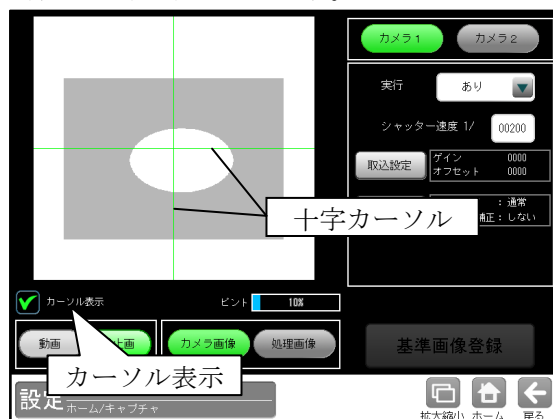 カメラ1
カメラ2
実行
あり
シャッター速度 1/
00200
取込設定
ゲイン 0000
オフセット 0000
:通常
補正:しない
十字カーソル
カーソル表示
ピント
10%
動画
止画
カメラ画像
処理画像
基準画像登録
カーソル表示
設定
ホーム/キャプチャ
拡大縮小
ホーム
戻る